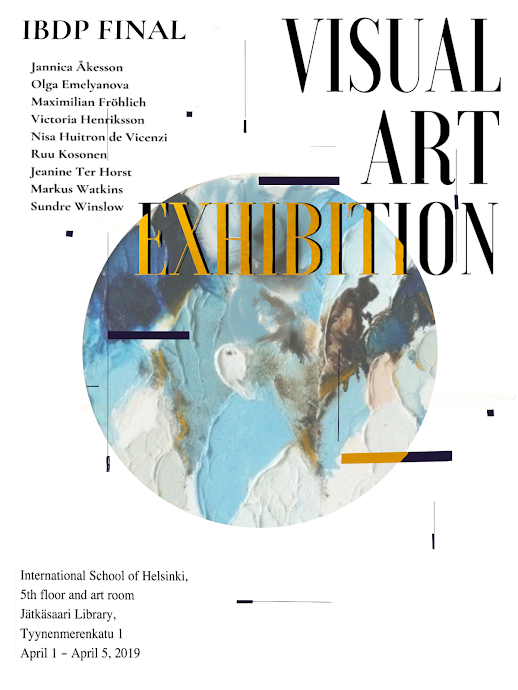 IBDP FINAL
Jannica Åkesson
Olga Emelyanova
Maximilian Fröhlich
Victoria Henriksson
Nisa Huitron de Vicenzi
Ruu Kosonen
Jeanine Ter Horst
Markus Watkins
Sundre Winslow
VISUAL
ART
EXHIBITION
International School of Helsinki,
5th floor and art room
Jätkäsaari Library,
Tyynenmerenkatu 1
April 1 – April 5, 2019